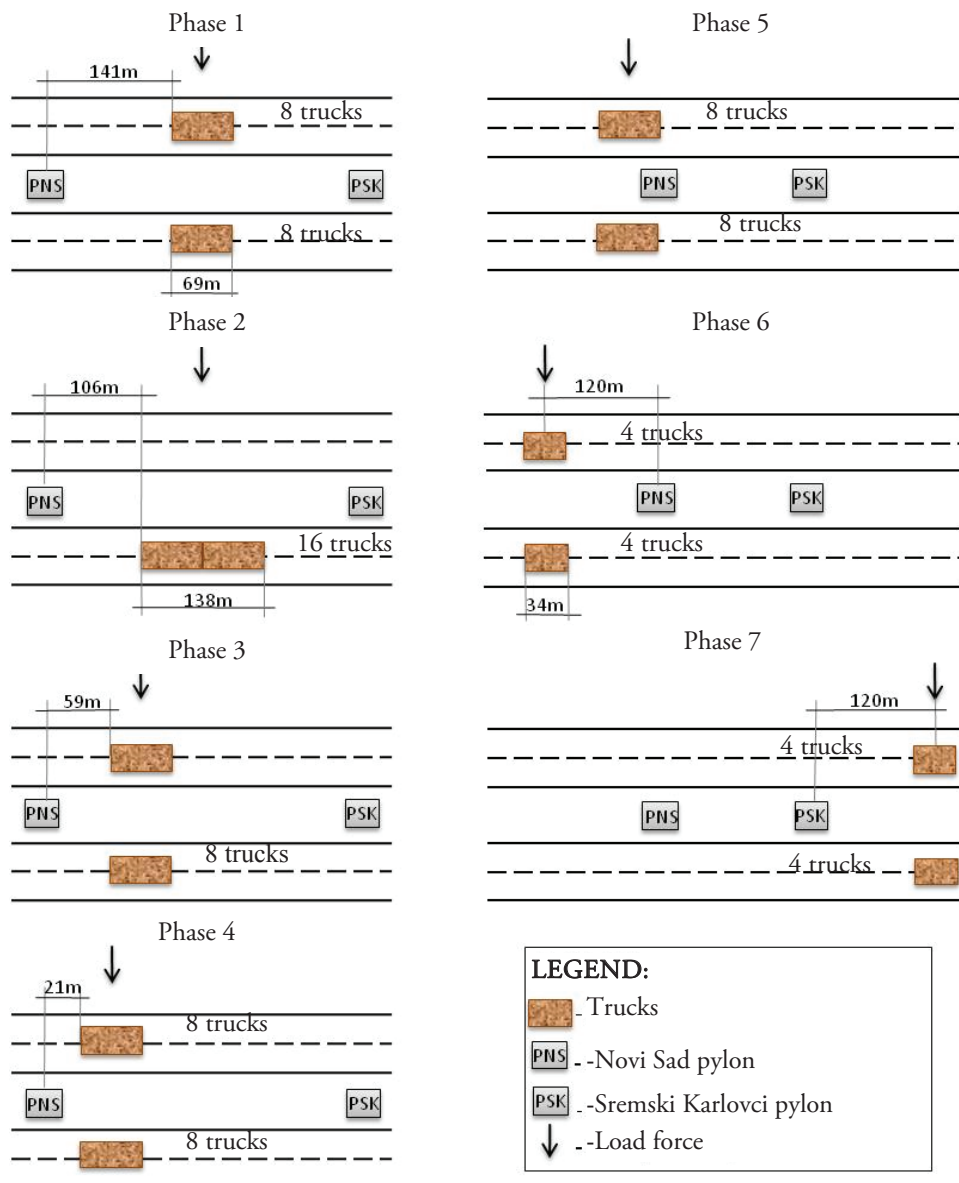 Phase 1
141m
8 trucks
PNS
PSK
8 trucks
69m
Phase 2
106m
PNS
PSK
16 trucks
138m
Phase 3
59m
PNS
PSK
8 trucks
Phase 4
21m
8 trucks
PNS
PSK
8 trucks
Phase 5
8 trucks
PNS
PSK
8 trucks
Phase 6
120m
4 trucks
PNS
PSK
4 trucks
34m
Phase 7
120m
4 trucks
PNS
PSK
4 trucks
LEGEND:
- Trucks
PNS - -Novi Sad pylon
PSK - -Sremski Karlovci pylon
- -Load force